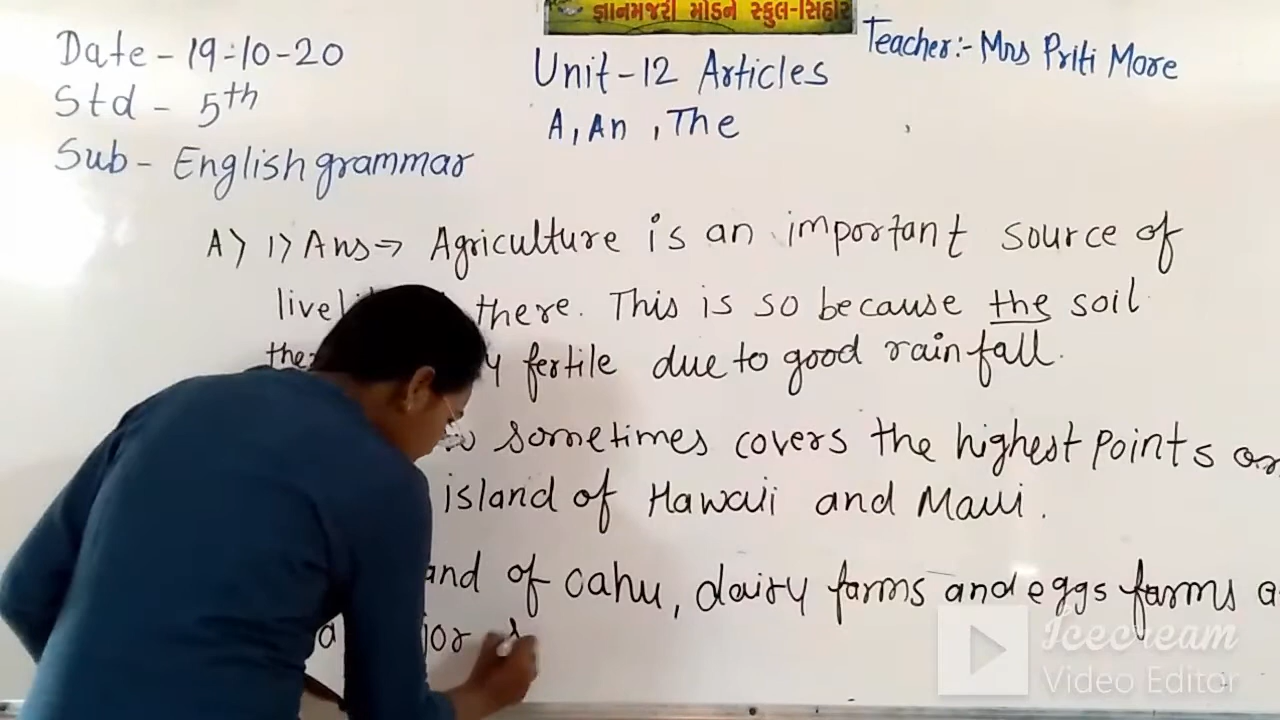 જ્ઞાનમંજરી મોડર્ન સ્કુલ-સિહોર
Date - 19-10-20
Std - 5th
Sub - English grammar
Unit-12 Articles
A, An, The
Teacher:- Mrs Priti More
A) 1) Ans→ Agriculture is an important source of
there. This is so because the soil
fertile due to good rainfall.
sometimes covers the highest points
island of Hawaii and Maui.
of Oahu, dairy farms and eggs farms
Icecream
Video Editor